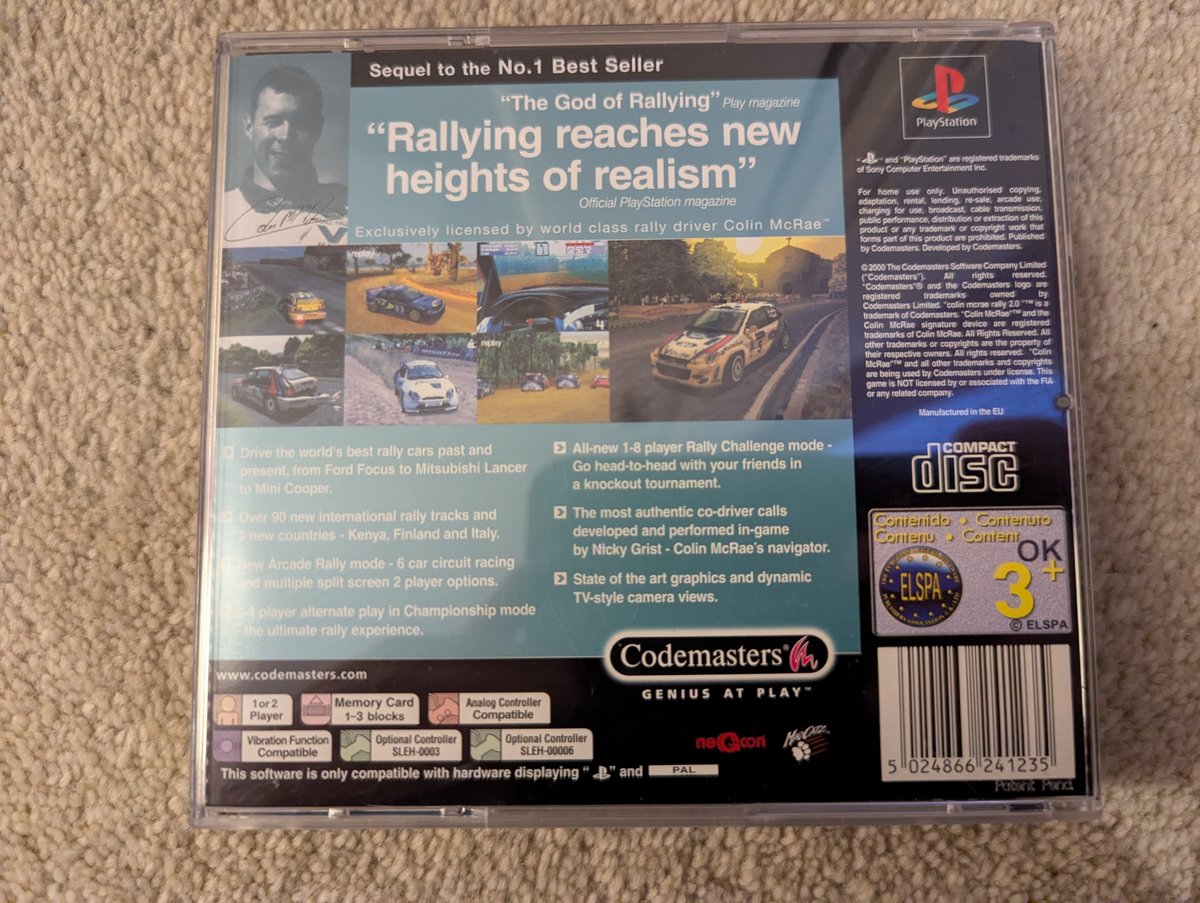 Sequel to the No.1 Best Seller
“The God of Rallying” Play magazine
“Rallying reaches new
heights of realism”
Official PlayStation magazine
Exclusively licensed by world class rally driver Colin McRae™
replay
replay
Drive the world's best rally cars past and
present, from Ford Focus to Mitsubishi Lancer
to Mini Cooper.
Over 90 new international rally tracks and
3 new countries - Kenya, Finland and Italy.
New Arcade Rally mode - 6 car circuit racing
and multiple split screen 2 player options.
2-4 player alternate play in Championship mode
- the ultimate rally experience.
All-new 1-8 player Rally Challenge mode -
Go head-to-head with your friends in
a knockout tournament.
The most authentic co-driver calls
developed and performed in-game
by Nicky Grist - Colin McRae's navigator.
State of the art graphics and dynamic
TV-style camera views.
Codemasters®
GENIUS AT PLAY™
www.codemasters.com
1 or 2
Player
Memory Card
1~3 blocks
Analog Controller
Compatible
Vibration Function
Compatible
Optional Controller
SLEH-0003
Optional Controller
SLEH-00006
neGcon
MadCatz
This software is only compatible with hardware displaying “ ” and PAL
PlayStation
“ ” and “PlayStation” are registered trademarks
of Sony Computer Entertainment Inc.
For home use only. Unauthorised copying,
adaptation, rental, lending, re-sale, arcade use,
charging for use, broadcast, cable transmission,
public performance, distribution or extraction of this
product or any trademark or copyright work that
forms part of this product are prohibited. Published
by Codemasters. Developed by Codemasters.
© 2000 The Codemasters Software Company Limited
("Codemasters"). All rights reserved.
"Codemasters"® and the Codemasters logo are
registered trademarks owned by
Codemasters Limited. "colin mcrae rally 2.0 "™ is a
trademark of Codemasters. "Colin McRae"™ and the
Colin McRae signature device are registered
trademarks of Colin McRae. All Rights Reserved. All
other trademarks or copyrights are the property of
their respective owners. All rights reserved. "Colin
McRae"™ and all other trademarks and copyrights
are being used by Codemasters under license. This
game is NOT licensed by or associated with the FIA
or any related company.
Manufactured in the EU
COMPACT
disc
Contenido • Contenuto
Contenu • Content
OK
3+
ELSPA
© ELSPA
5 024866 241235
Patent Pend.